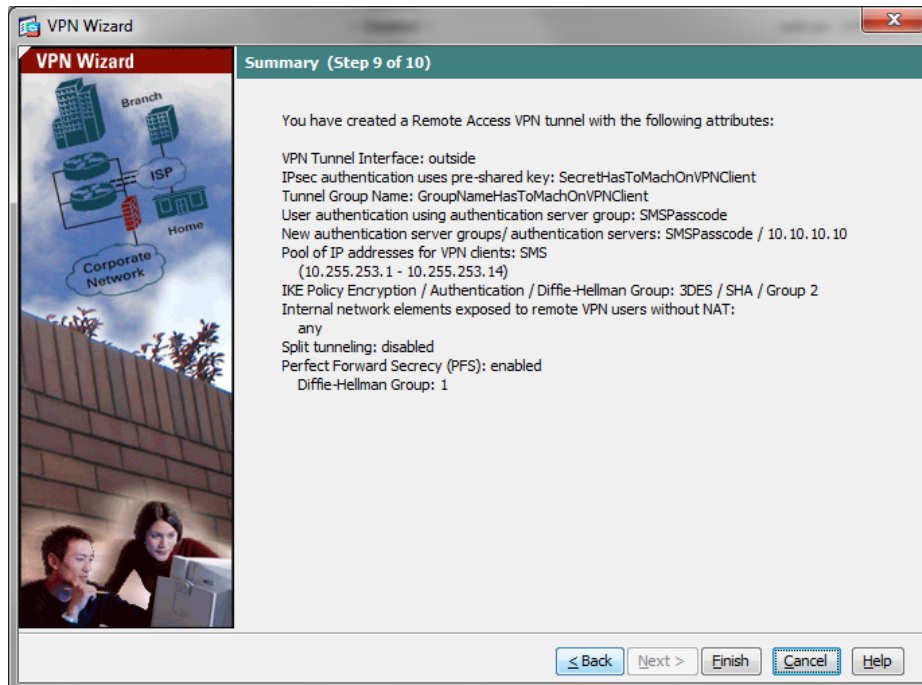 VPN Wizard
VPN Wizard
Branch
ISP
Home
Corporate
Network
Summary (Step 9 of 10)
You have created a Remote Access VPN tunnel with the following attributes:
VPN Tunnel Interface: outside
IPsec authentication uses pre-shared key: SecretHasToMachOnVPNClient
Tunnel Group Name: GroupNameHasToMachOnVPNClient
User authentication using authentication server group: SMSPasscode
New authentication server groups/ authentication servers: SMSPasscode / 10.10.10.10
Pool of IP addresses for VPN clients: SMS
(10.255.253.1 - 10.255.253.14)
IKE Policy Encryption / Authentication / Diffie-Hellman Group: 3DES / SHA / Group 2
Internal network elements exposed to remote VPN users without NAT:
any
Split tunneling: disabled
Perfect Forward Secrecy (PFS): enabled
Diffie-Hellman Group: 1
< Back
Next >
Finish
Cancel
Help